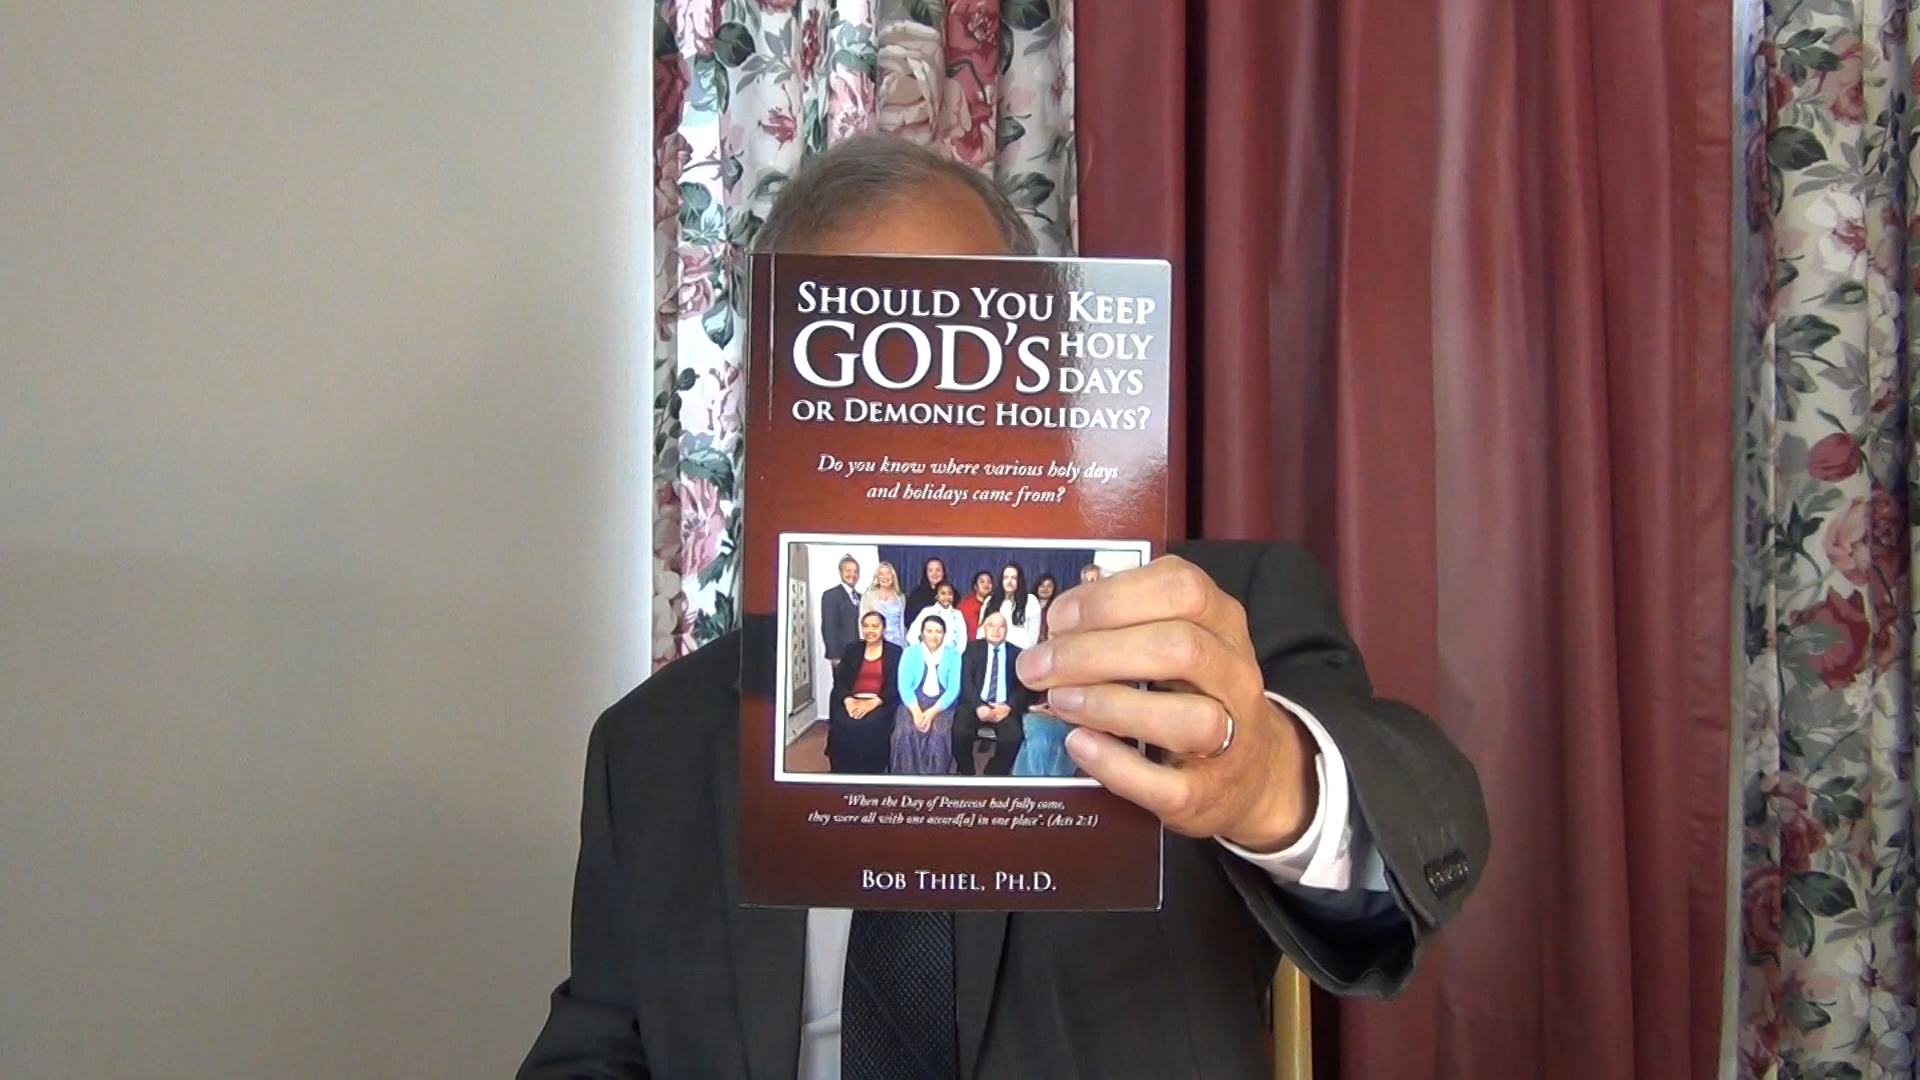 SHOULD YOU KEEP
GOD'S HOLY DAYS
OR DEMONIC HOLIDAYS?
Do you know where various holy days
and holidays came from?
"When the Day of Pentecost had fully come,
they were all with one accord[a] in one place". (Acts 2:1)
BOB THIEL, PH.D.